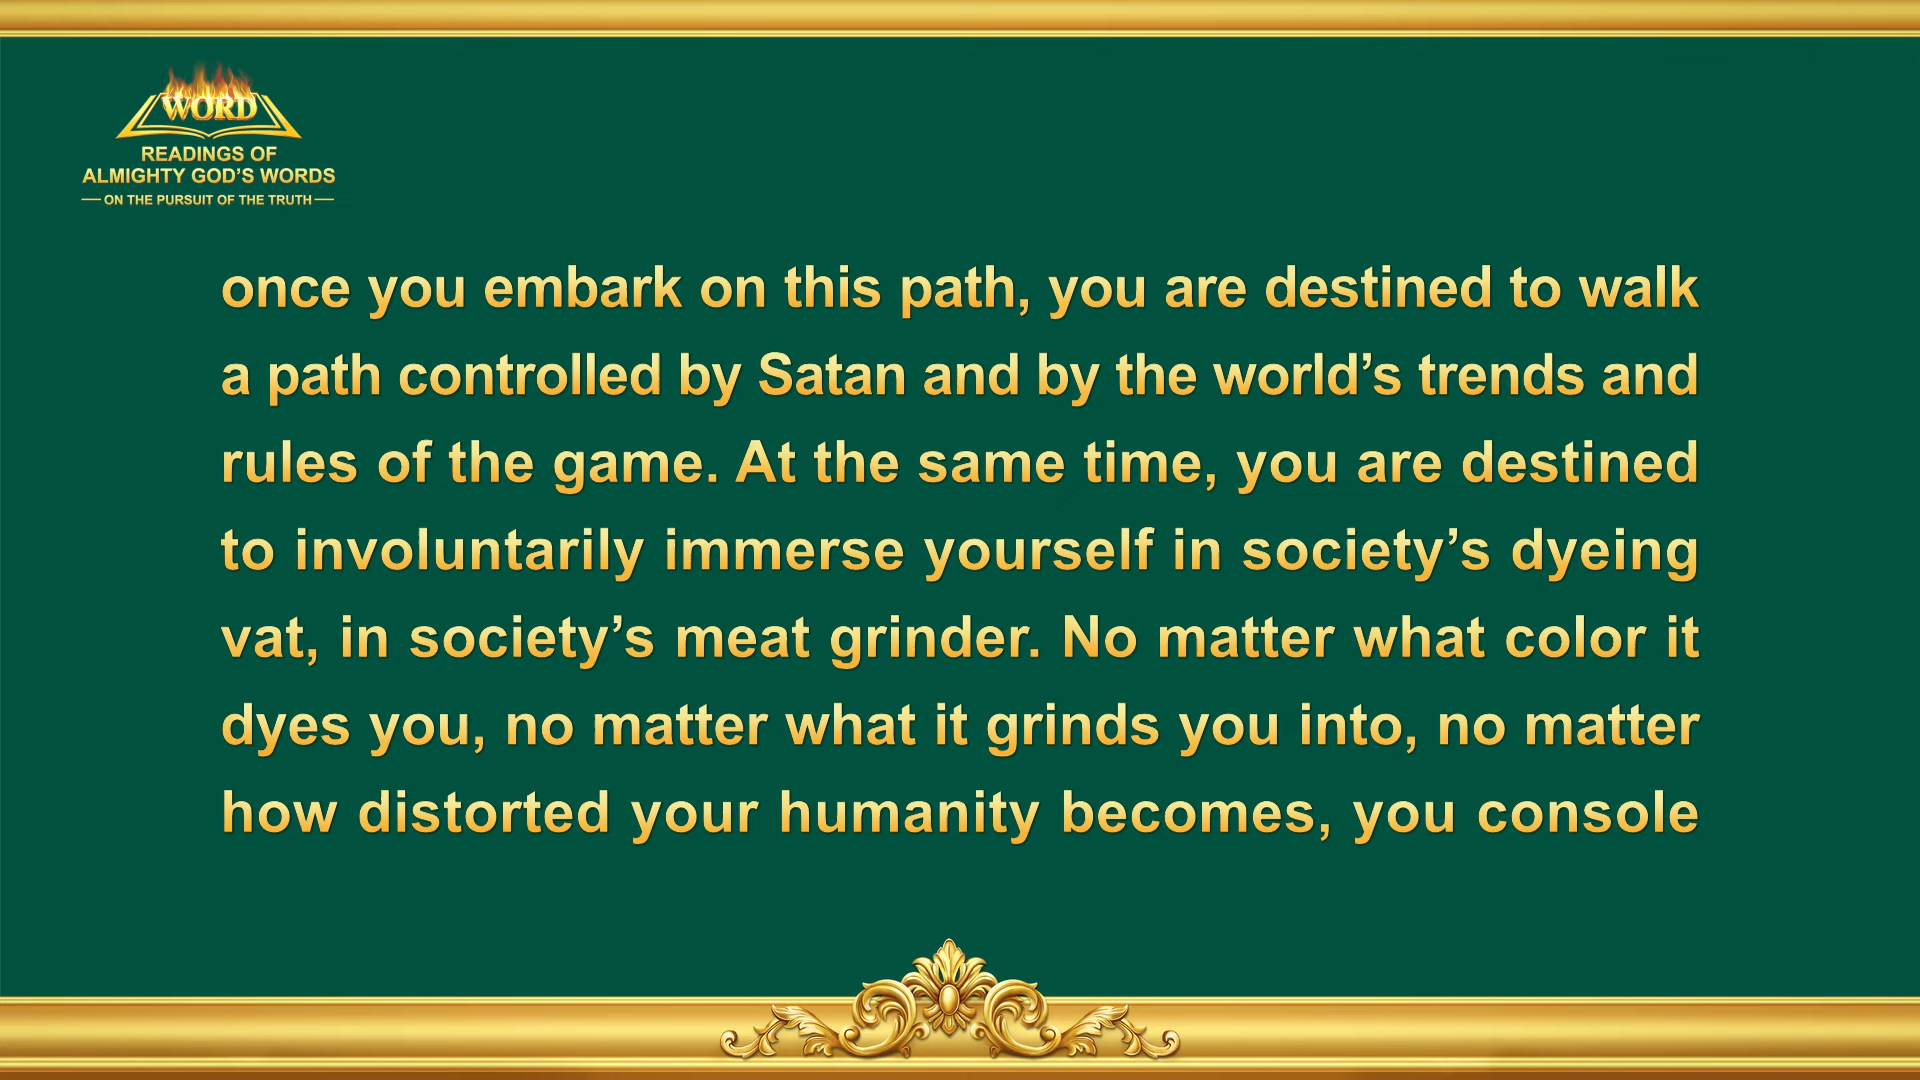 WORD
READINGS OF
ALMIGHTY GOD’S WORDS
— ON THE PURSUIT OF THE TRUTH —
once you embark on this path, you are destined to walk
a path controlled by Satan and by the world’s trends and
rules of the game. At the same time, you are destined
to involuntarily immerse yourself in society’s dyeing
vat, in society’s meat grinder. No matter what color it
dyes you, no matter what it grinds you into, no matter
how distorted your humanity becomes, you console